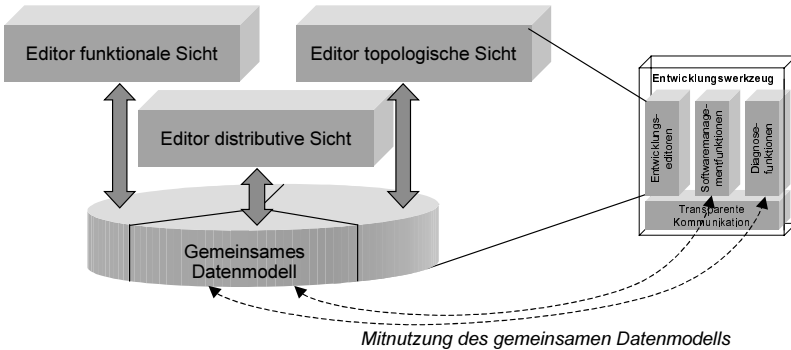 Editor funktionale Sicht
Editor topologische Sicht
Editor distributive Sicht
Gemeinsames
Datenmodell
Entwicklungswerkzeug
Entwicklungs-
editoren
Softwaremanage-
mentfunktionen
Diagnose-
funktionen
Transparente
Kommunikation
Mitnutzung des gemeinsamen Datenmodells